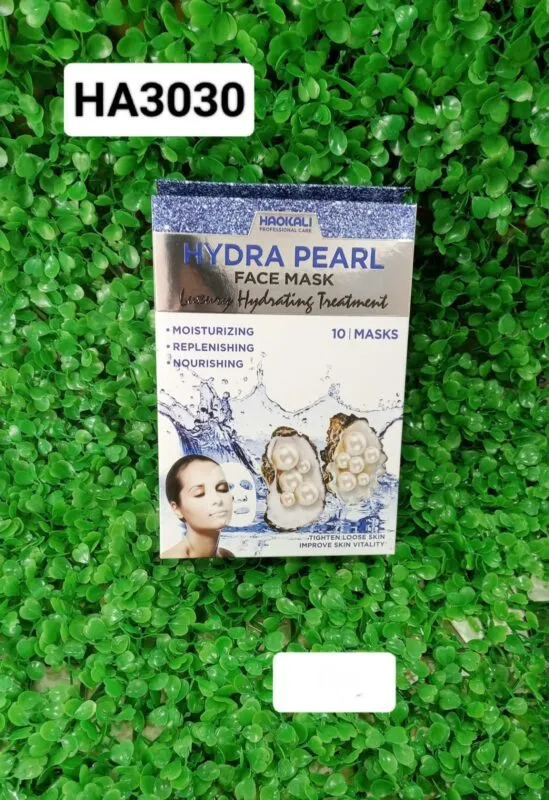 HA3030
HAOKALI
PROFESSIONAL CARE
HYDRA PEARL
FACE MASK
Luxury Hydrating Treatment
• MOISTURIZING
• REPLENISHING
• NOURISHING
10 | MASKS
•TIGHTEN LOOSE SKIN
IMPROVE SKIN VITALITY